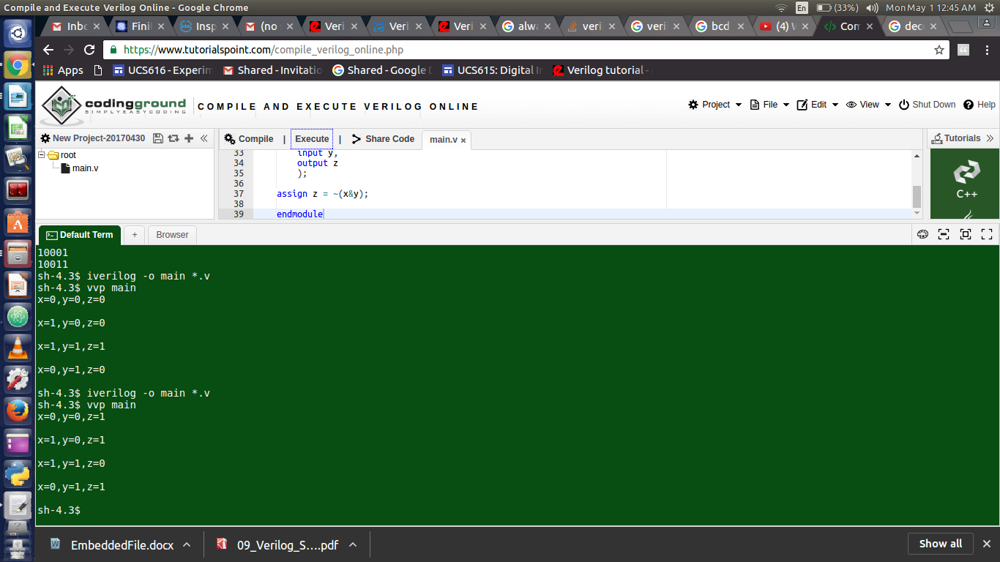 Compile and Execute Verilog Online - Google Chrome
En (33%) Mon May 1 12:45 AM
Inbo Finit Insp (no Veri Veri Veri alwa veril veril bcd (4) Com deco
https://www.tutorialspoint.com/compile_verilog_online.php
Apps UCS616 - Experim Shared - Invitatio Shared - Google D UCS615: Digital I Verilog tutorial -
codingground
SIMPLYEASYCODING
COMPILE AND EXECUTE VERILOG ONLINE
Project File Edit View Shut Down Help
New Project-20170430
Compile | Execute | Share Code main.v
Tutorials
root
main.v
33 input y,
34 output z
35 );
36
37 assign z = ~(x&y);
38
39 endmodule
C++
Default Term + Browser
10001
10011
sh-4.3$ iverilog -o main *.v
sh-4.3$ vvp main
x=0,y=0,z=0
x=1,y=0,z=0
x=1,y=1,z=1
x=0,y=1,z=0
sh-4.3$ iverilog -o main *.v
sh-4.3$ vvp main
x=0,y=0,z=1
x=1,y=0,z=1
x=1,y=1,z=0
x=0,y=1,z=1
sh-4.3$
EmbeddedFile.docx 09_Verilog_S....pdf Show all